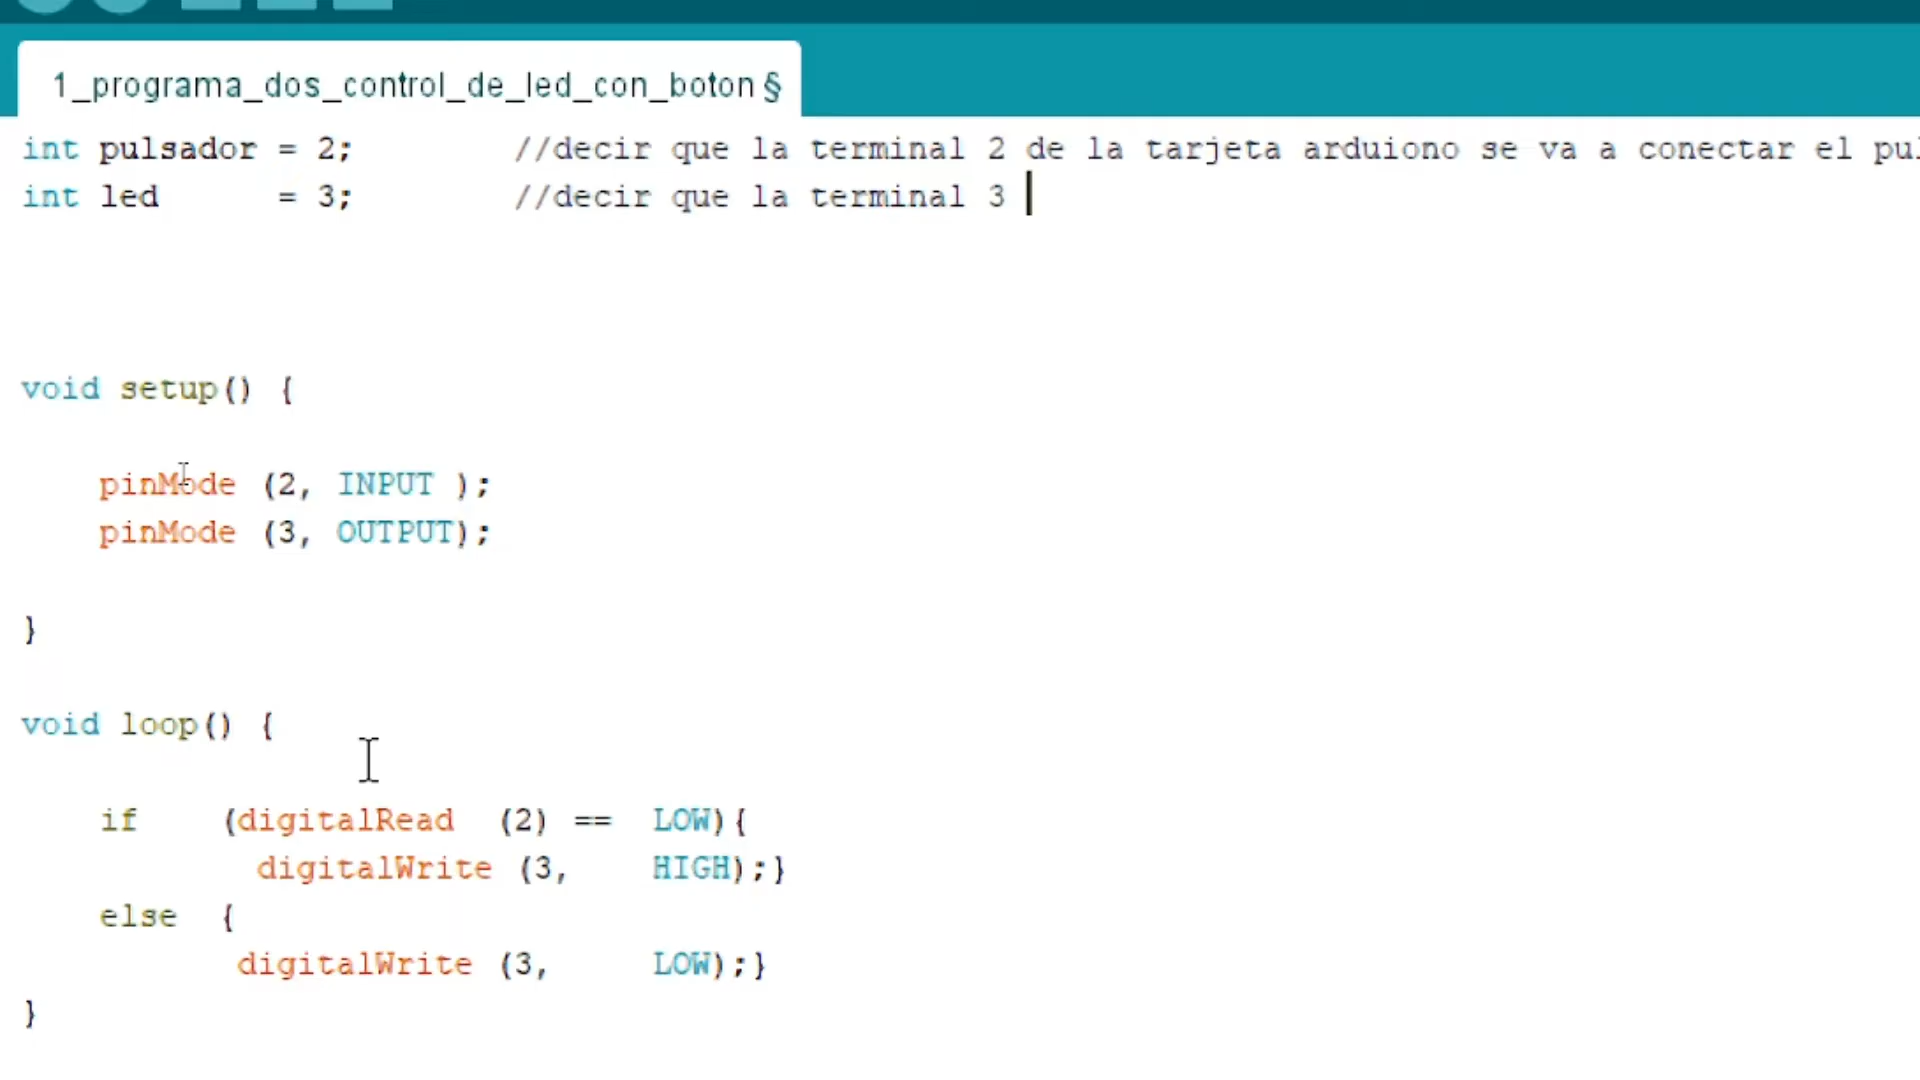 1_programa_dos_control_de_led_con_boton §
int pulsador = 2; //decir que la terminal 2 de la tarjeta arduiono se va a conectar el
int led = 3; //decir que la terminal 3
void setup() {
pinMode (2, INPUT );
pinMode (3, OUTPUT);
}
void loop() {
if (digitalRead (2) == LOW){
digitalWrite (3, HIGH);}
else {
digitalWrite (3, LOW);}
}